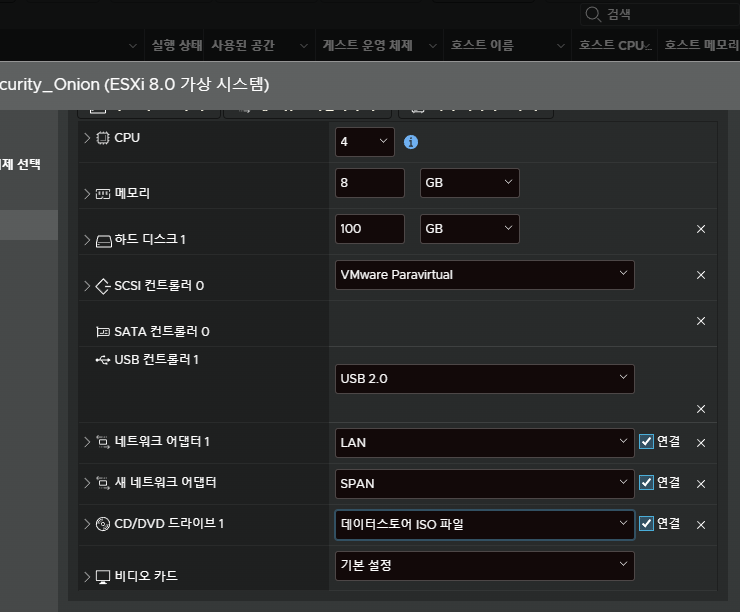 검색
실행 상태 사용된 공간 게스트 운영 체제 호스트 이름 호스트 CPU 호스트 메모리
curity_Onion (ESXi 8.0 가상 시스템)
제 선택
CPU 4
메모리 8 GB
하드 디스크 1 100 GB
SCSI 컨트롤러 0 VMware Paravirtual
SATA 컨트롤러 0
USB 컨트롤러 1
USB 2.0
네트워크 어댑터 1 LAN 연결
새 네트워크 어댑터 SPAN 연결
CD/DVD 드라이브 1 데이터스토어 ISO 파일 연결
비디오 카드 기본 설정